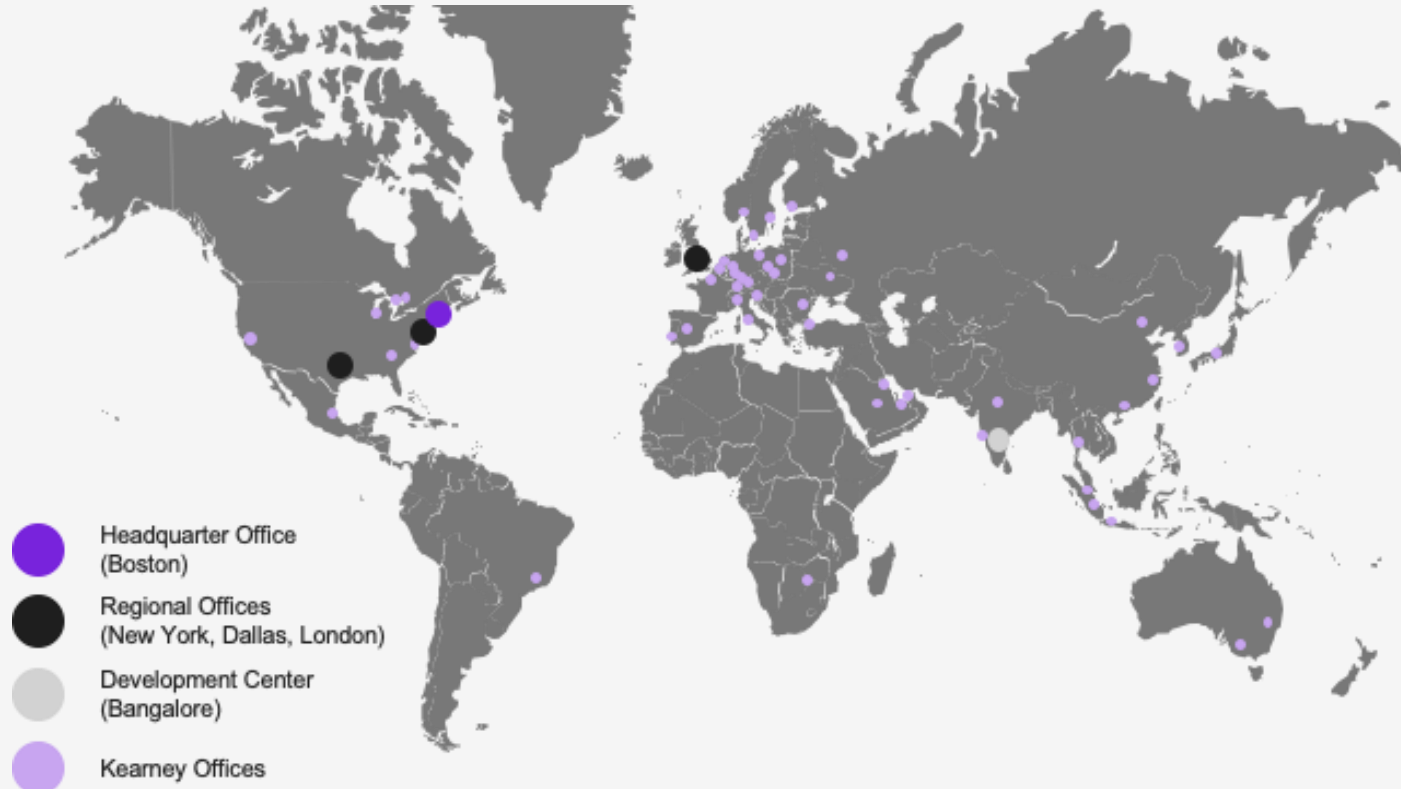 Headquarter Office
(Boston)
Regional Offices
(New York, Dallas, London)
Development Center
(Bangalore)
Kearney Offices